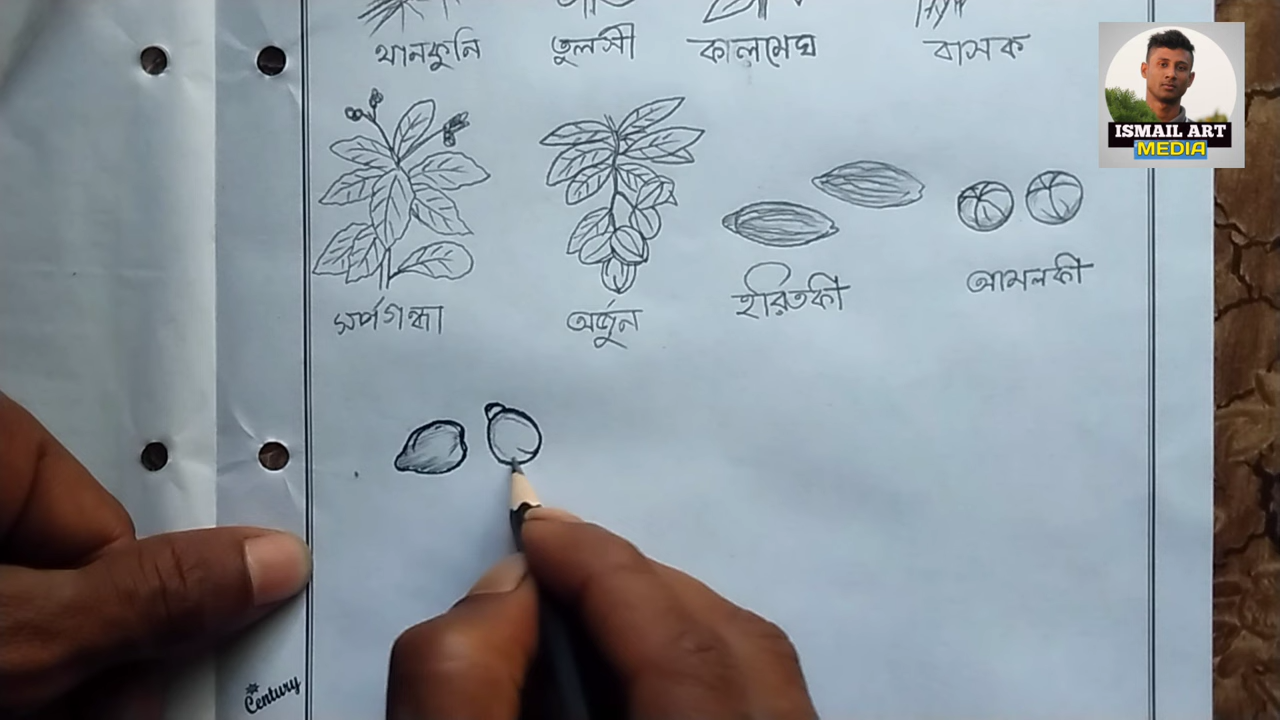 থানকুনি তুলসী কালমেঘ বাসক
সর্পগন্ধা অর্জুন হরিতকী আমলকী
Century
ISMAIL ART
MEDIA